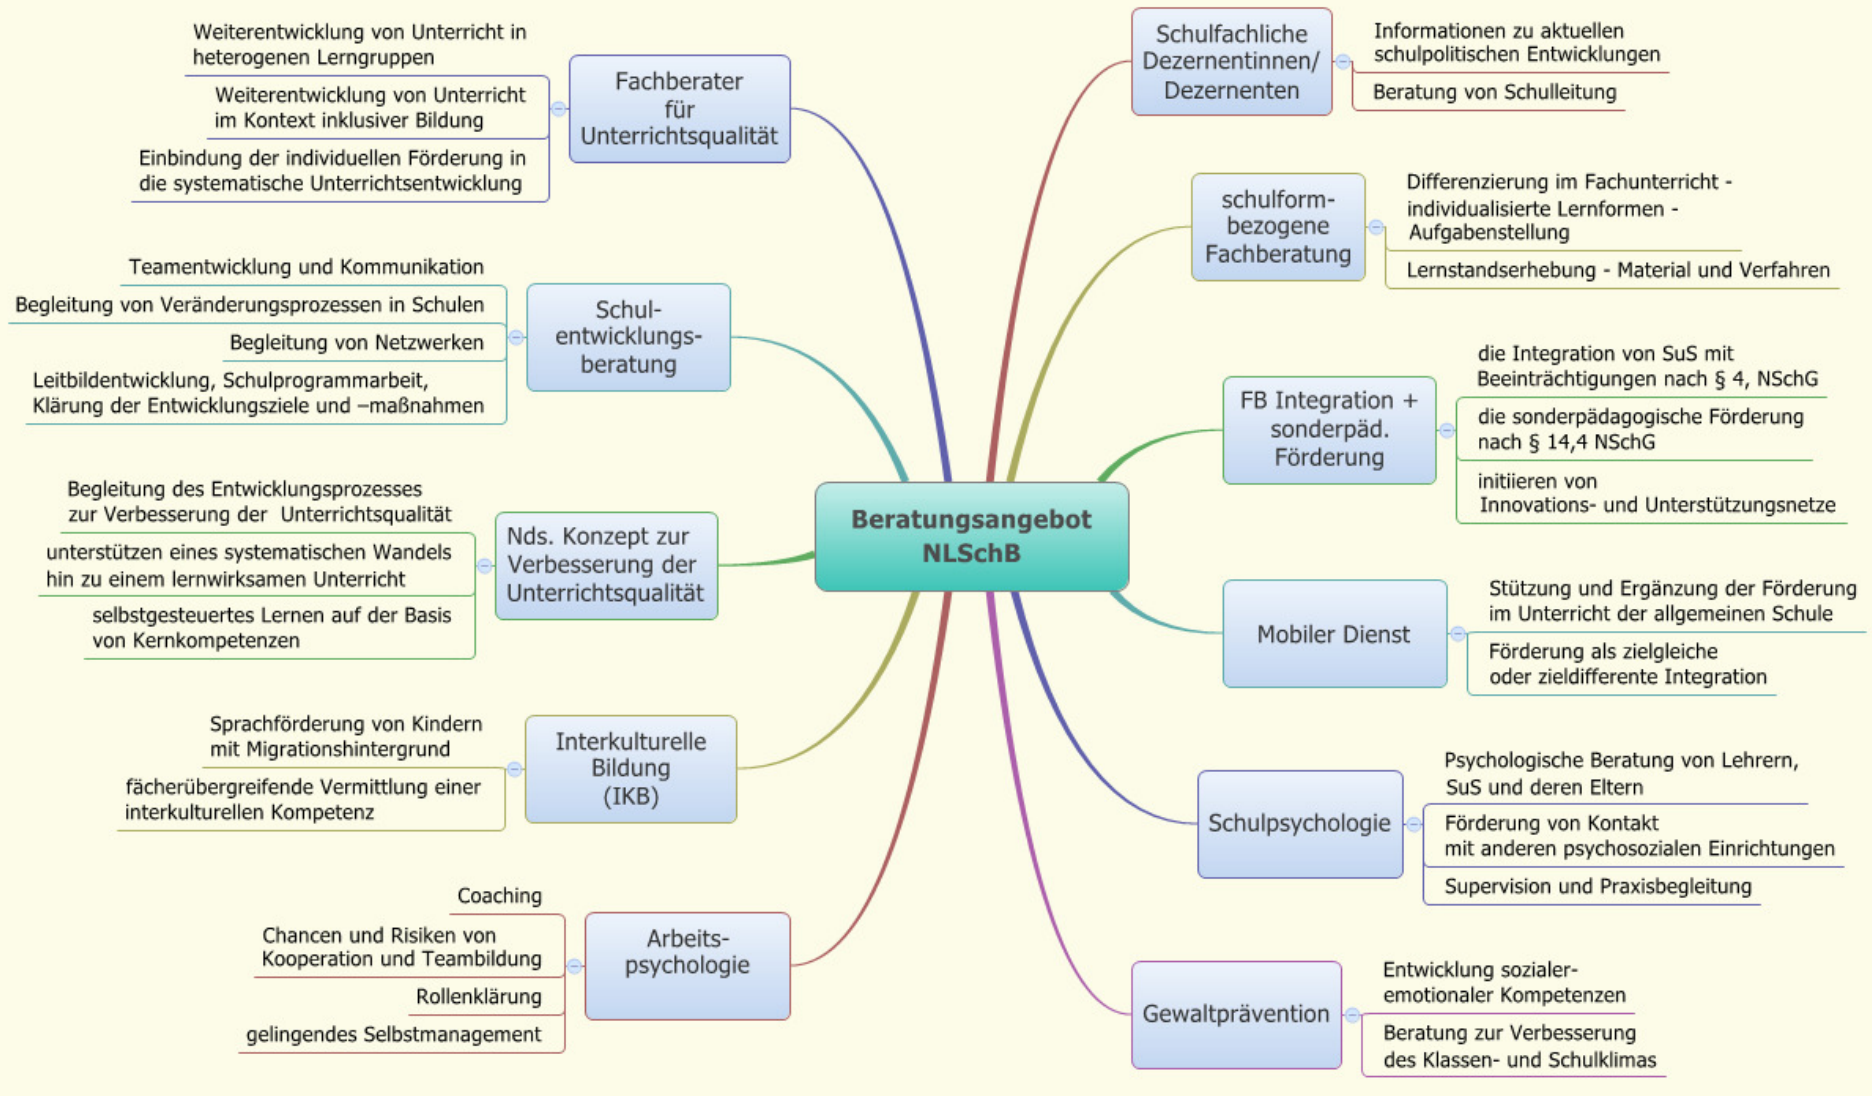 Beratungsangebot
NLSchB
Fachberater
für
Unterrichtsqualität
Weiterentwicklung von Unterricht in
heterogenen Lerngruppen
Weiterentwicklung von Unterricht
im Kontext inklusiver Bildung
Einbindung der individuellen Förderung in
die systematische Unterrichtsentwicklung
Schul-
entwicklungs-
beratung
Teamentwicklung und Kommunikation
Begleitung von Veränderungsprozessen in Schulen
Begleitung von Netzwerken
Leitbildentwicklung, Schulprogrammarbeit,
Klärung der Entwicklungsziele und –maßnahmen
Nds. Konzept zur
Verbesserung der
Unterrichtsqualität
Begleitung des Entwicklungsprozesses
zur Verbesserung der  Unterrichtsqualität
unterstützen eines systematischen Wandels
hin zu einem lernwirksamen Unterricht
selbstgesteuertes Lernen auf der Basis
von Kernkompetenzen
Interkulturelle
Bildung
(IKB)
Sprachförderung von Kindern
mit Migrationshintergrund
fächerübergreifende Vermittlung einer
interkulturellen Kompetenz
Arbeits-
psychologie
Coaching
Chancen und Risiken von
Kooperation und Teambildung
Rollenklärung
gelingendes Selbstmanagement
Schulfachliche
Dezernentinnen/
Dezernenten
Informationen zu aktuellen
schulpolitischen Entwicklungen
Beratung von Schulleitung
schulform-
bezogene
Fachberatung
Differenzierung im Fachunterricht -
individualisierte Lernformen -
Aufgabenstellung
Lernstandserhebung - Material und Verfahren
FB Integration +
sonderpäd.
Förderung
die Integration von SuS mit
Beeinträchtigungen nach § 4, NSchG
die sonderpädagogische Förderung
nach § 14,4 NSchG
initiieren von
Innovations- und Unterstützungsnetze
Mobiler Dienst
Stützung und Ergänzung der Förderung
im Unterricht der allgemeinen Schule
Förderung als zielgleiche
oder zieldifferente Integration
Schulpsychologie
Psychologische Beratung von Lehrern,
SuS und deren Eltern
Förderung von Kontakt
mit anderen psychosozialen Einrichtungen
Supervision und Praxisbegleitung
Gewaltprävention
Entwicklung sozialer-
emotionaler Kompetenzen
Beratung zur Verbesserung
des Klassen- und Schulklimas